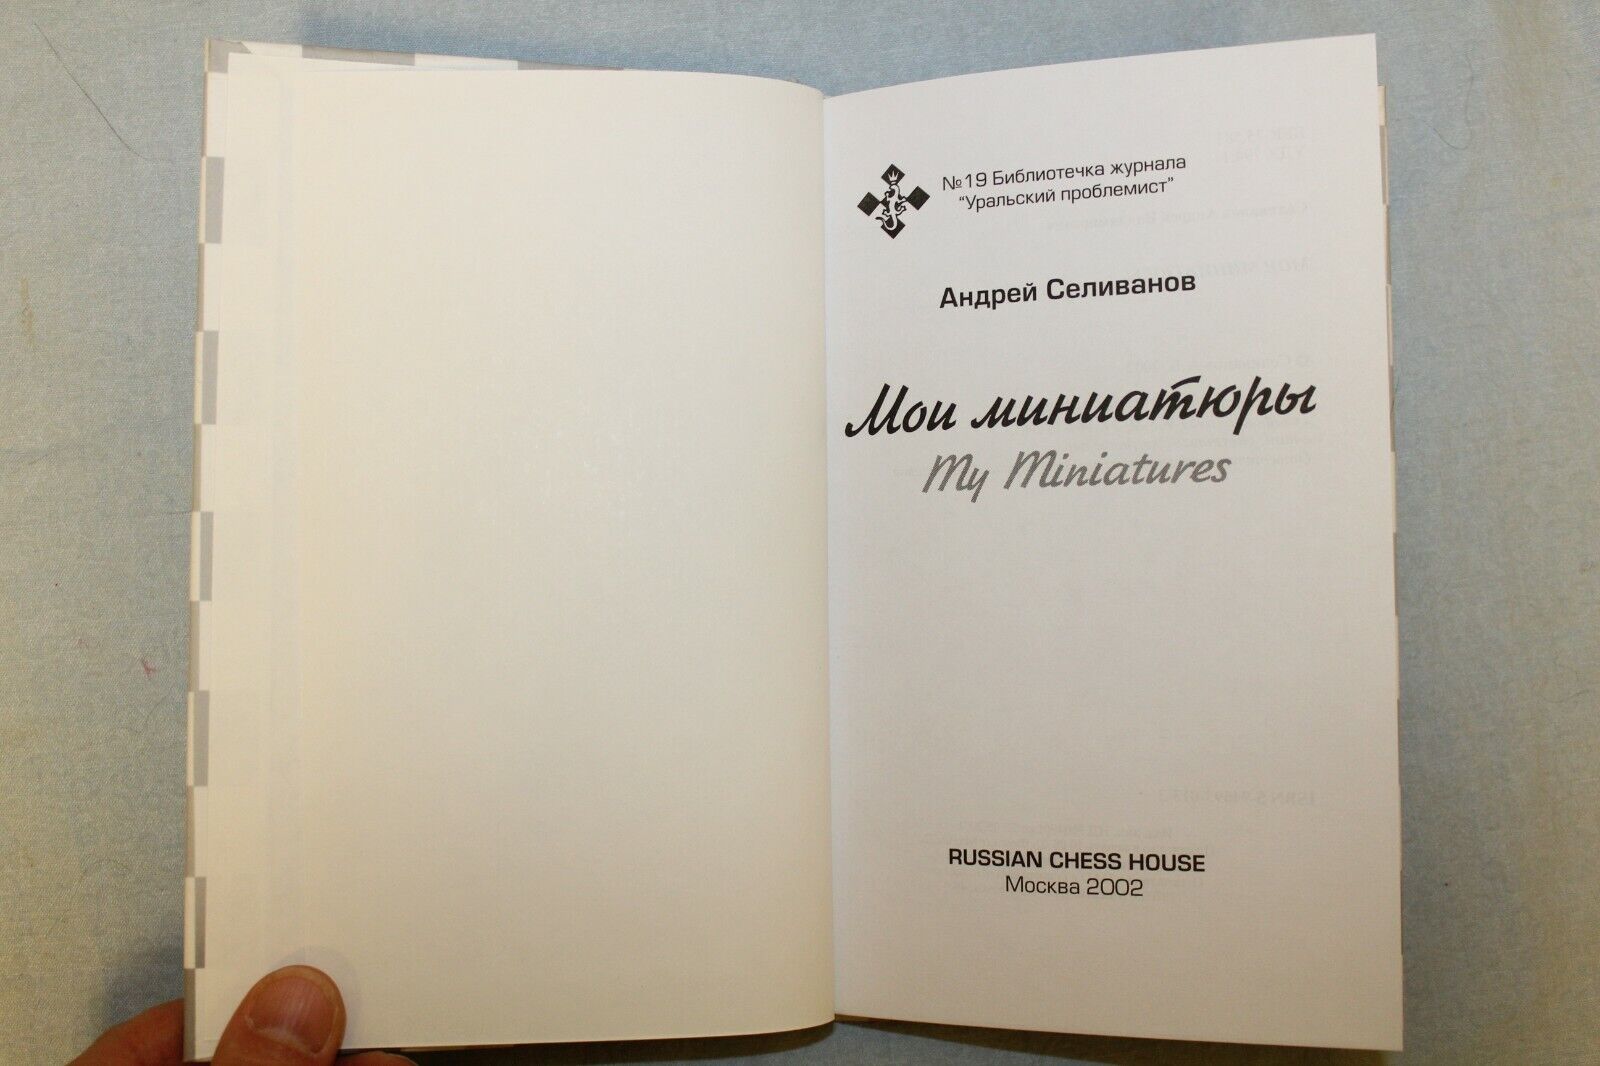 №19 Библиотечка журнала
"Уральский проблемист"
Андрей Селиванов
Мои миниатюры
My Miniatures
RUSSIAN CHESS HOUSE
Москва 2002